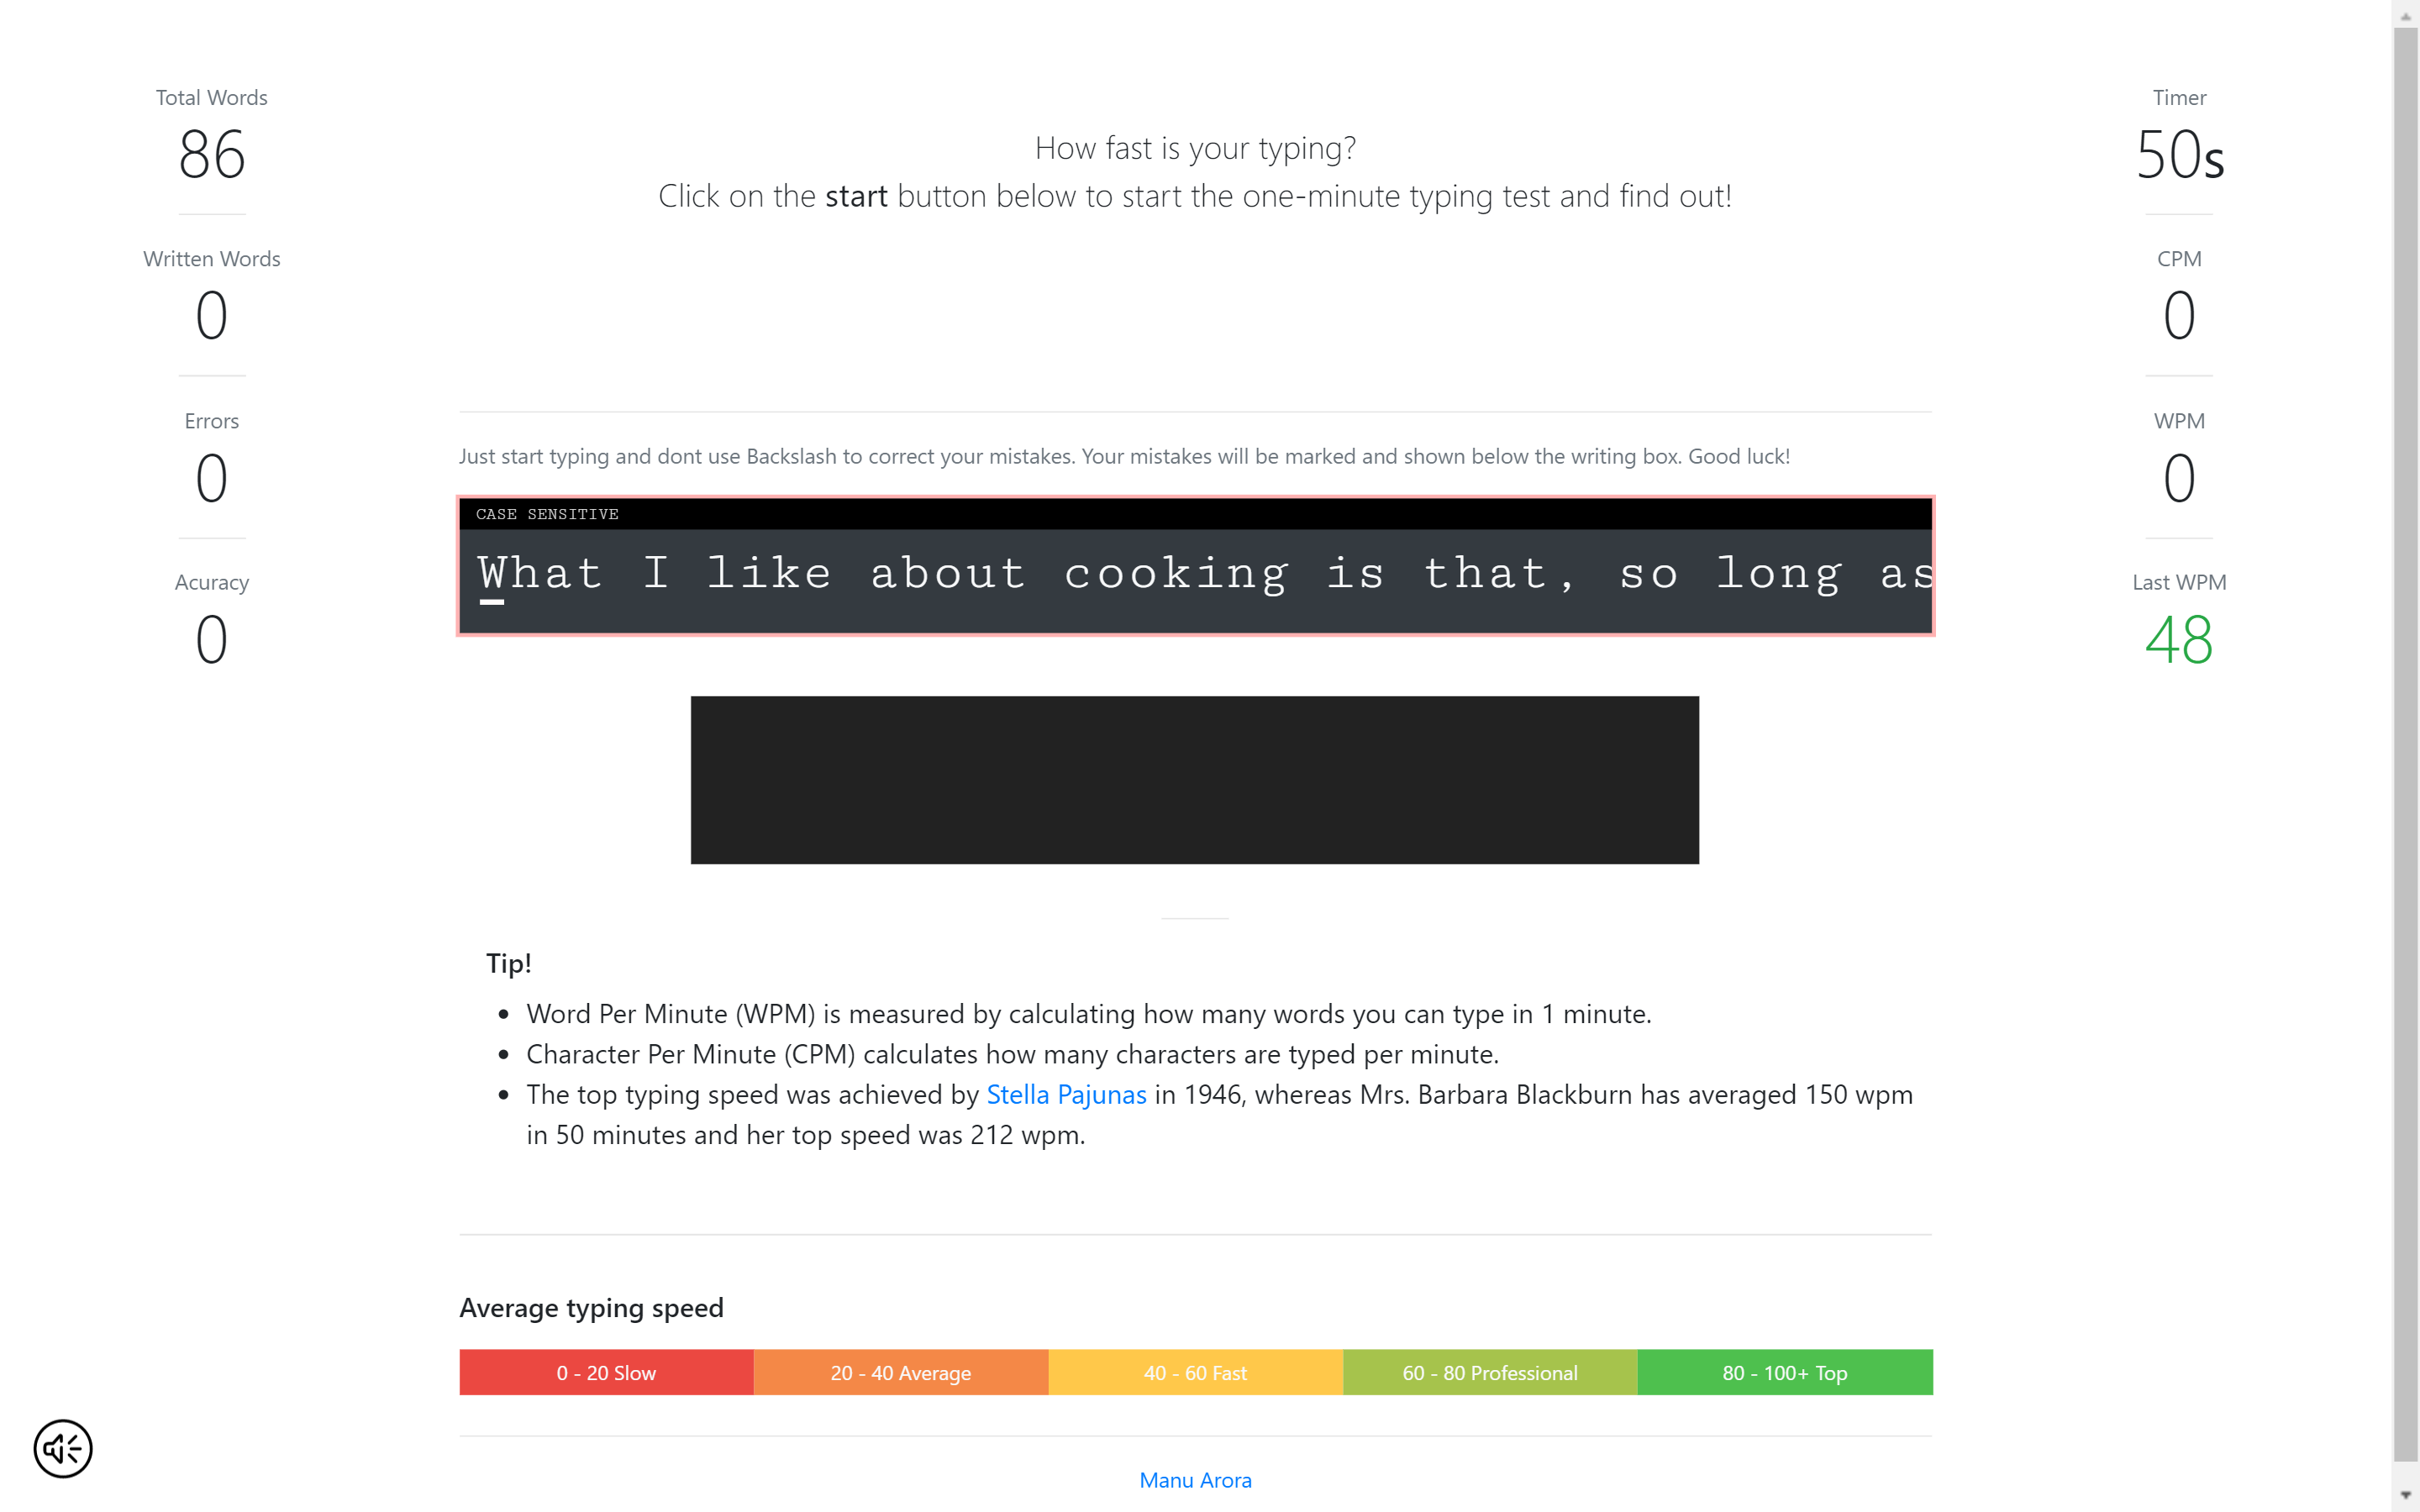 Total Words
86
Written Words
0
Errors
0
Acuracy
0
How fast is your typing?
Click on the start button below to start the one-minute typing test and find out!
Just start typing and dont use Backslash to correct your mistakes. Your mistakes will be marked and shown below the writing box. Good luck!
CASE SENSITIVE
What I like about cooking is that, so long as
Tip!
Word Per Minute (WPM) is measured by calculating how many words you can type in 1 minute.
Character Per Minute (CPM) calculates how many characters are typed per minute.
The top typing speed was achieved by Stella Pajunas in 1946, whereas Mrs. Barbara Blackburn has averaged 150 wpm
in 50 minutes and her top speed was 212 wpm.
Average typing speed
0 - 20 Slow
20 - 40 Average
40 - 60 Fast
60 - 80 Professional
80 - 100+ Top
Manu Arora
Timer
50s
CPM
0
WPM
0
Last WPM
48